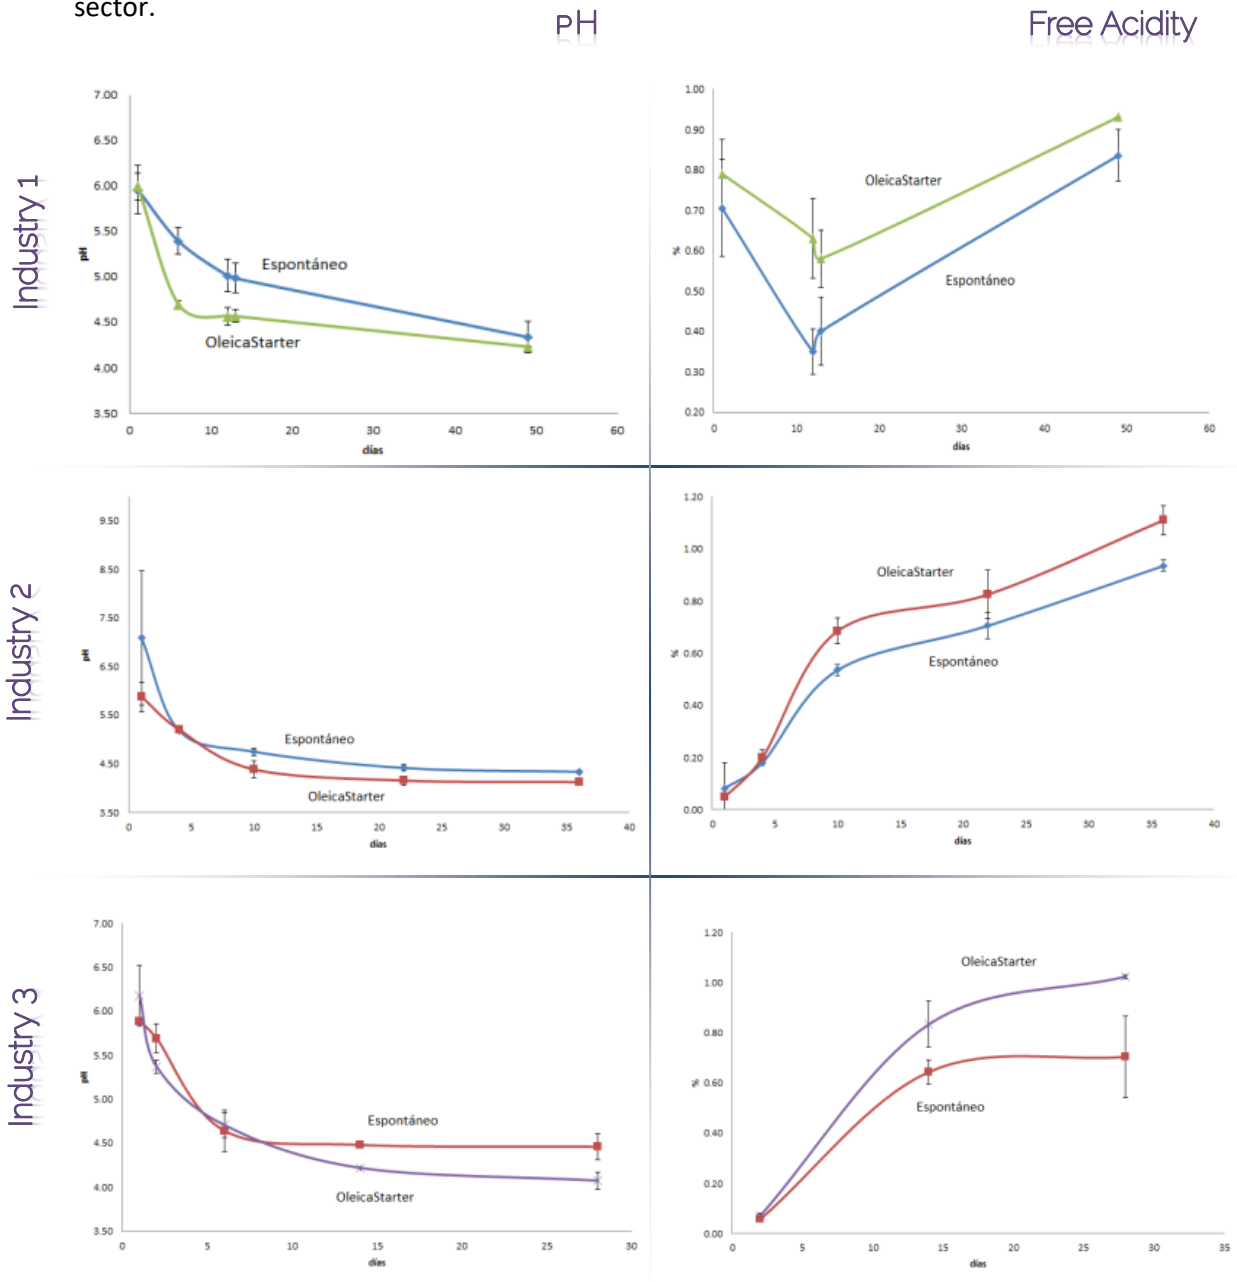 sector.
pH
Free Acidity
Industry 1
7.00
6.50
6.00
5.50
5.00
4.50
4.00
3.50
pH
0 10 20 30 40 50 60
días
Espontáneo
OleicaStarter
1.00
0.90
0.80
0.70
0.60
0.50
0.40
0.30
0.20
%
0 10 20 30 40 50 60
días
OleicaStarter
Espontáneo
Industry 2
9.50
8.50
7.50
6.50
5.50
4.50
3.50
pH
0 5 10 15 20 25 30 35 40
días
Espontáneo
OleicaStarter
1.20
1.00
0.80
0.60
0.40
0.20
0.00
%
0 5 10 15 20 25 30 35 40
días
OleicaStarter
Espontáneo
Industry 3
7.00
6.50
6.00
5.50
5.00
4.50
4.00
3.50
pH
0 5 10 15 20 25 30
días
Espontáneo
OleicaStarter
1.20
1.00
0.80
0.60
0.40
0.20
0.00
%
0 5 10 15 20 25 30 35
días
OleicaStarter
Espontáneo